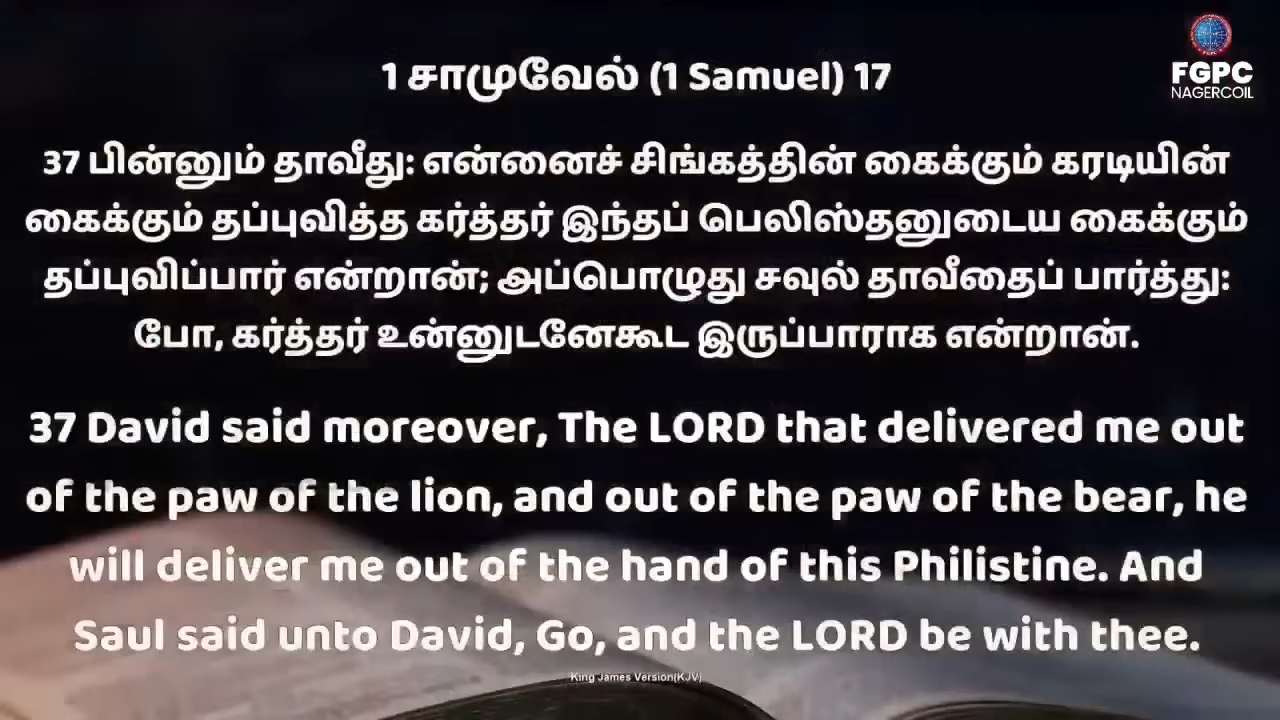 1 சாமுவேல் (1 Samuel) 17
FGPC
NAGERCOIL
37 பின்னும் தாவீது: என்னைச் சிங்கத்தின் கைக்கும் கரடியின்
கைக்கும் தப்புவித்த கர்த்தர் இந்தப் பெலிஸ்தனுடைய கைக்கும்
தப்புவிப்பார் என்றான்; அப்பொழுது சவுல் தாவீதைப் பார்த்து:
போ, கர்த்தர் உன்னுடனேகூட இருப்பாராக என்றான்.
37 David said moreover, The LORD that delivered me out
of the paw of the lion, and out of the paw of the bear, he
will deliver me out of the hand of this Philistine. And
Saul said unto David, Go, and the LORD be with thee.
King James Version(KJV)